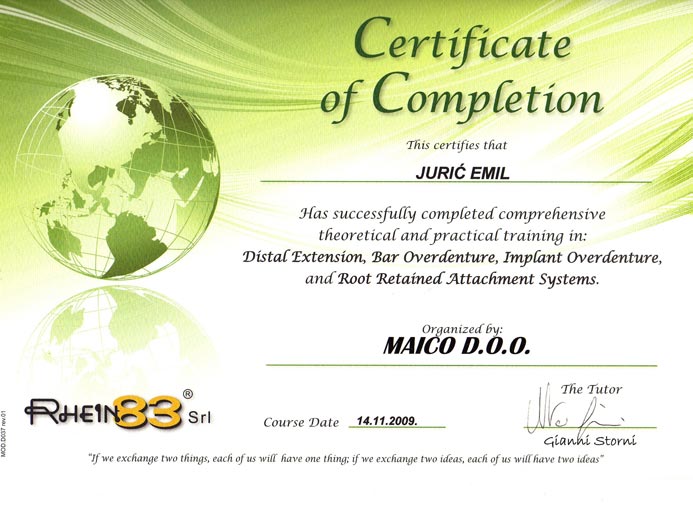 Certificate
of Completion
This certifies that
JURIĆ EMIL
Has successfully completed comprehensive
theoretical and practical training in:
Distal Extension, Bar Overdenture, Implant Overdenture,
and Root Retained Attachment Systems.
Organized by:
MAICO D.O.O.
RHEIN83® Srl
Course Date 14.11.2009.
The Tutor
Gianni Storni
"If we exchange two things, each of us will have one thing; if we exchange two ideas, each of us will have two ideas"
MOD.D037 rev.01